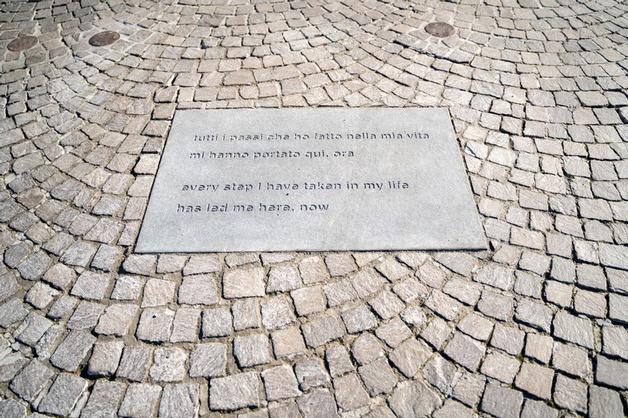 tutti i passi che ho fatto nella mia vita
mi hanno portato qui, ora
every step I have taken in my life
has led me here, now